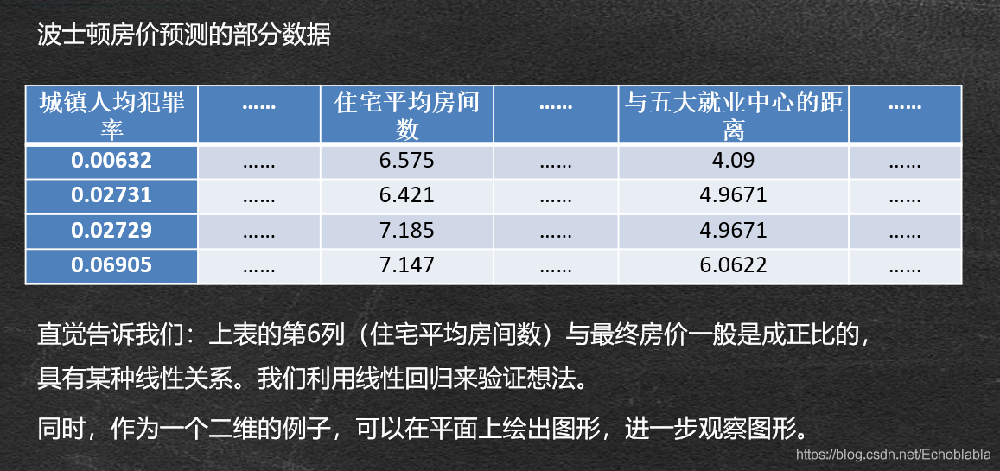 波士顿房价预测的部分数据
城镇人均犯罪率 …… 住宅平均房间数 …… 与五大就业中心的距离 ……
0.00632 …… 6.575 …… 4.09 ……
0.02731 …… 6.421 …… 4.9671 ……
0.02729 …… 7.185 …… 4.9671 ……
0.06905 …… 7.147 …… 6.0622 ……
直觉告诉我们：上表的第6列（住宅平均房间数）与最终房价一般是成正比的，
具有某种线性关系。我们利用线性回归来验证想法。
同时，作为一个二维的例子，可以在平面上绘出图形，进一步观察图形。
https://blog.csdn.net/Echoblabla